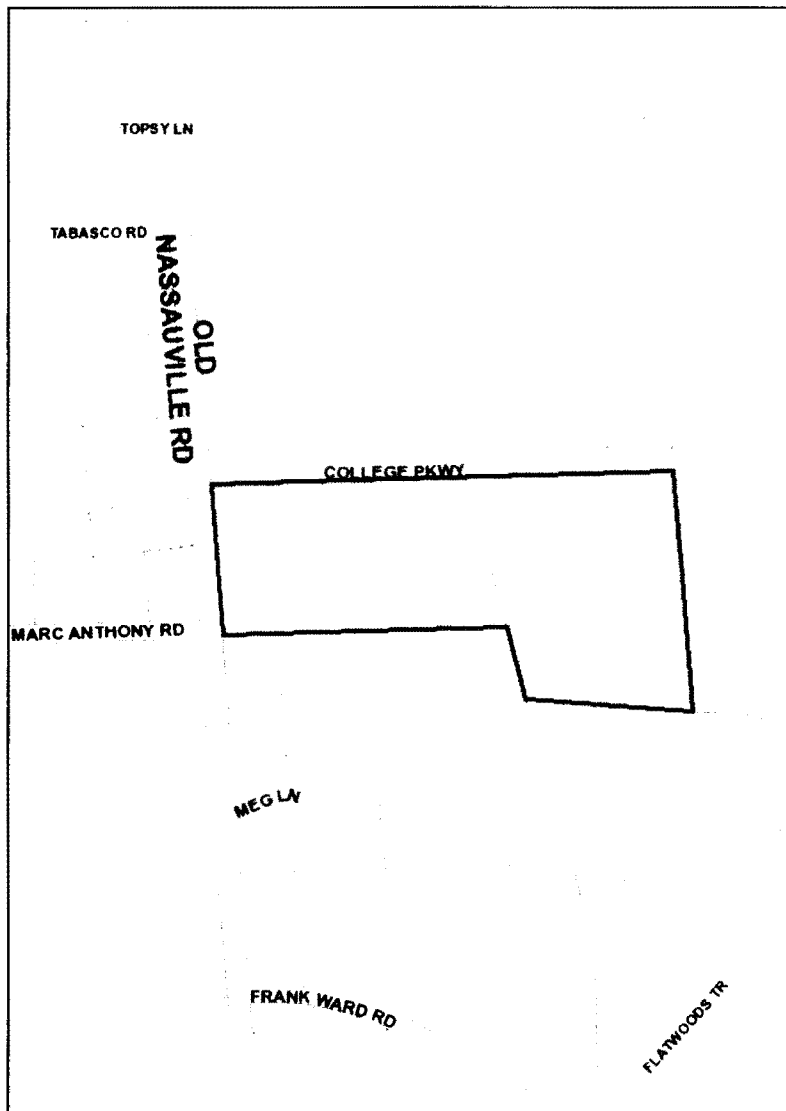 TOPSY LN
TABASCO RD
OLD
NASSAUVILLE RD
COLLEGE PKWY
MARC ANTHONY RD
MEG LN
FRANK WARD RD
FLATWOODS TR